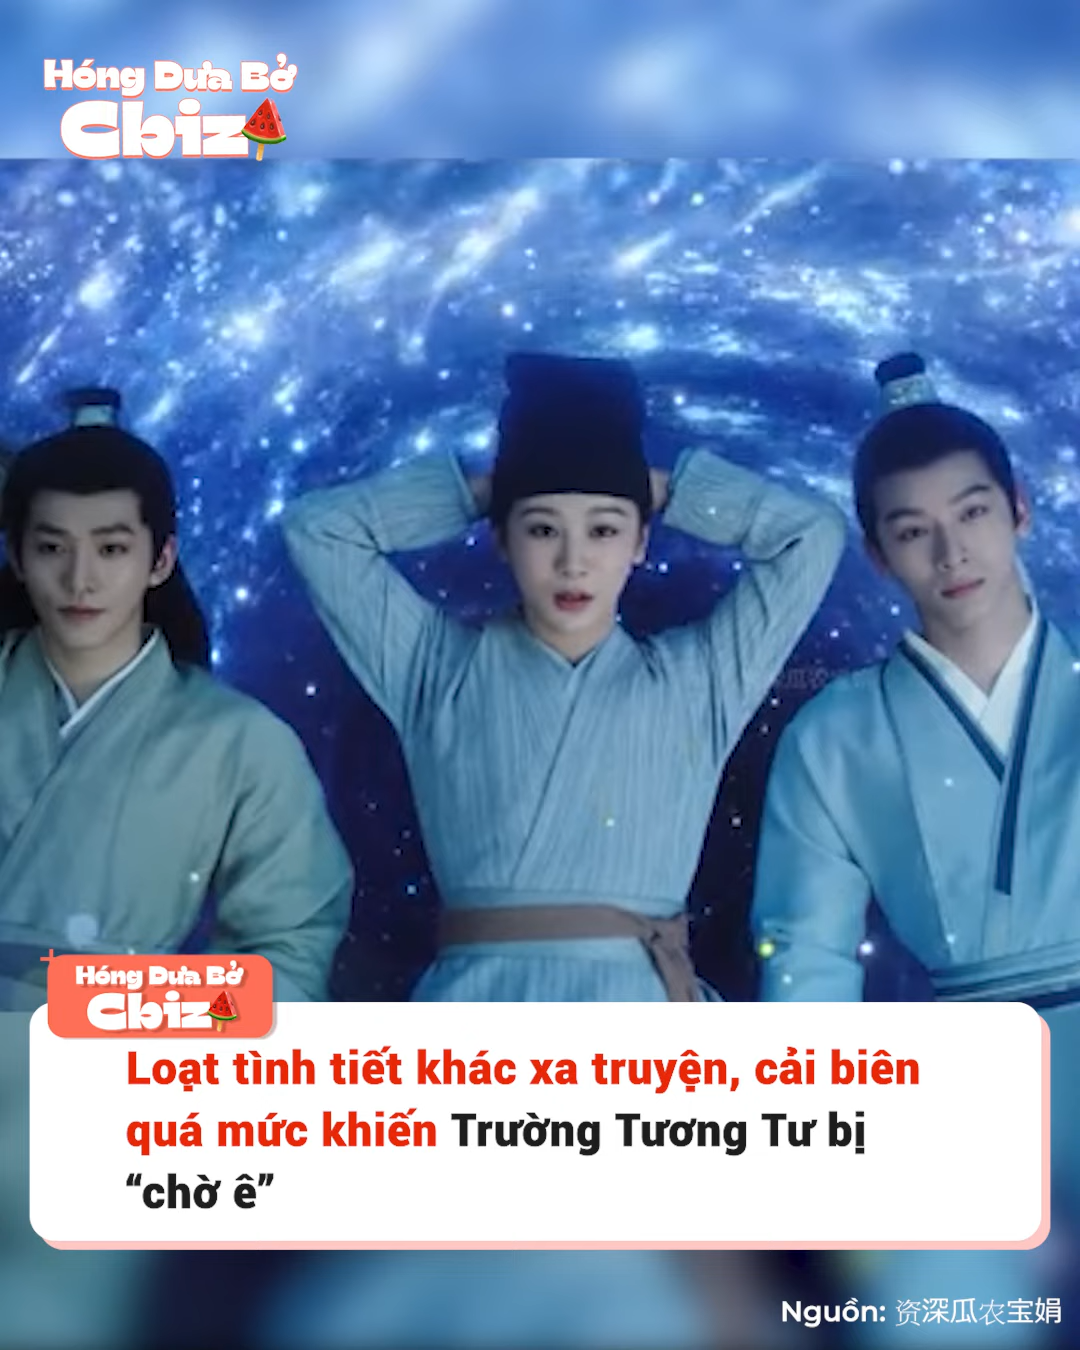 Hóng Dưa Bở
Cbiz
Hóng Dưa Bở
Cbiz
Loạt tình tiết khác xa truyện, cải biên
quá mức khiến Trường Tương Tư bị
“chờ ê”
Nguồn: 资深瓜农宝娟